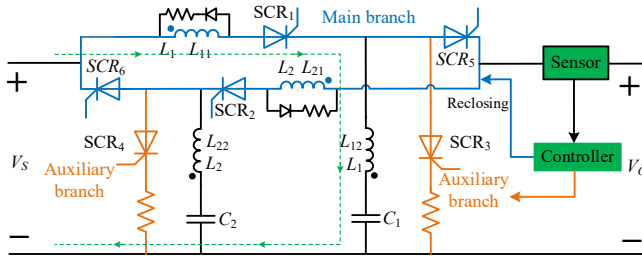 SCR1
Main branch
L1 L11
SCR5
SCR6
L2 L21
Sensor
+
+
SCR2
Reclosing
SCR4
L22
L2
L12
L1
SCR3
Controller
VS
Auxiliary
branch
Auxiliary
branch
C2
C1
−
−